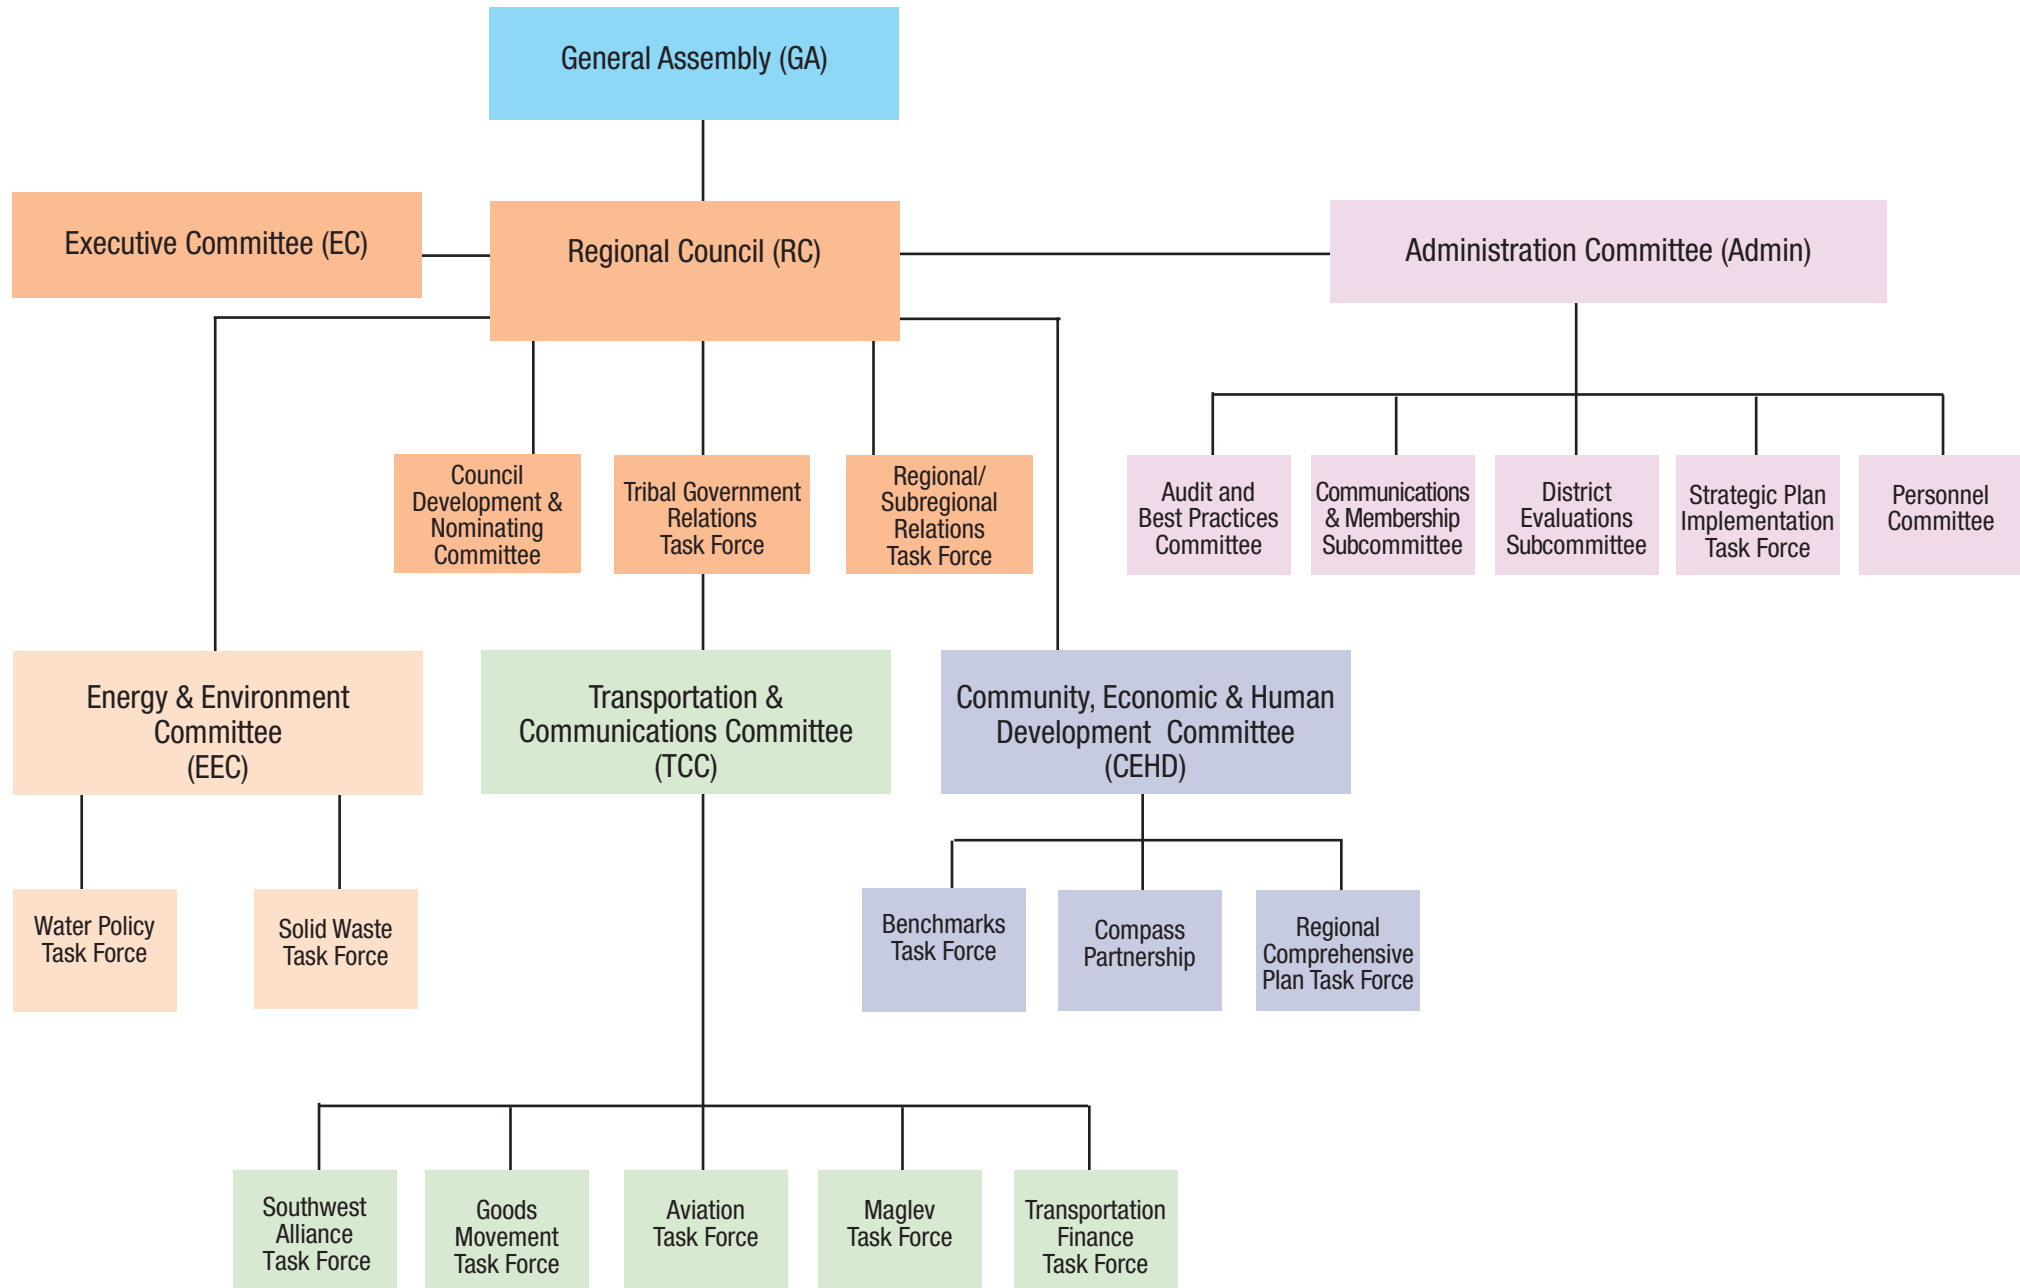 General Assembly (GA)
Executive Committee (EC)
Regional Council (RC)
Administration Committee (Admin)
Council
Development &
Nominating
Committee
Tribal Government
Relations
Task Force
Regional/
Subregional
Relations
Task Force
Audit and
Best Practices
Committee
Communications
& Membership
Subcommittee
District
Evaluations
Subcommittee
Strategic Plan
Implementation
Task Force
Personnel
Committee
Energy & Environment
Committee
(EEC)
Transportation &
Communications Committee
(TCC)
Community, Economic & Human
Development Committee
(CEHD)
Water Policy
Task Force
Solid Waste
Task Force
Benchmarks
Task Force
Compass
Partnership
Regional
Comprehensive
Plan Task Force
Southwest
Alliance
Task Force
Goods
Movement
Task Force
Aviation
Task Force
Maglev
Task Force
Transportation
Finance
Task Force